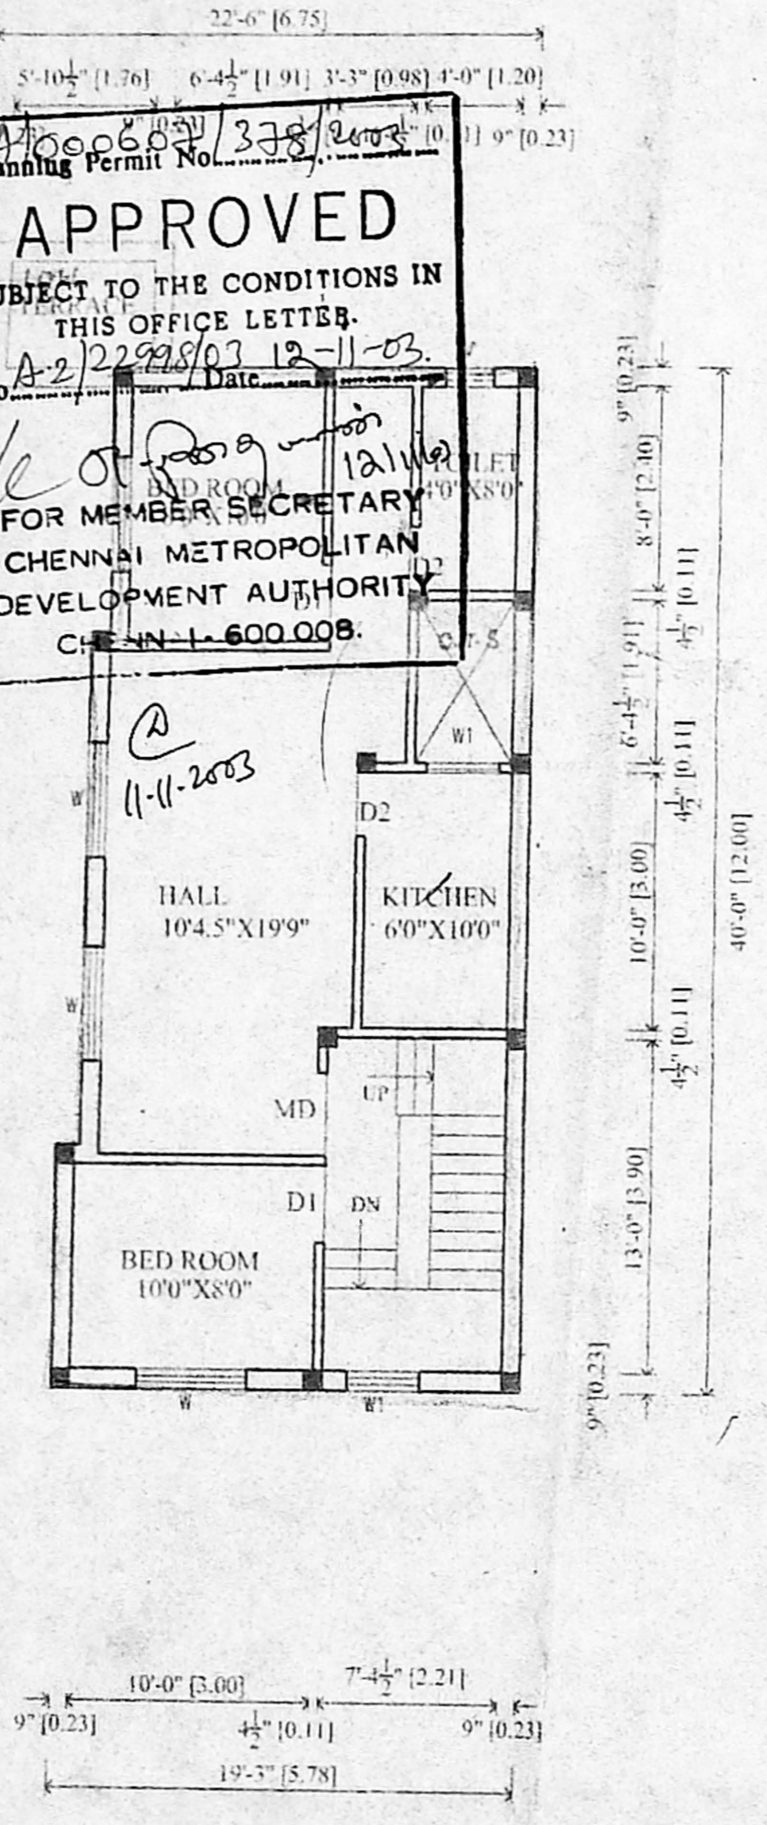 22'-6" [6.75]
5'-10½" [1.76] 6'-4½" [1.91] 3'-3" [0.98] 4'-0" [1.20]
9" [0.23] 9" [0.23]
/000607/378/2003
Planning Permit No
APPROVED
SUBJECT TO THE CONDITIONS IN
THIS OFFICE LETTER.
LOW
TERRACE
A2/22998/03 Date 12-11-03.
TOILET
4'0"X8'0"
BED ROOM
FOR MEMBER SECRETARY
CHENNAI METROPOLITAN
D2
DEVELOPMENT AUTHORITY
D1
CHENNAI-600 008.
O.T.S
W1
11-11-2003
W
D2
HALL
10'4.5"X19'9"
KITCHEN
6'0"X10'0"
W
UP
MD
D1
DN
BED ROOM
10'0"X8'0"
W
W1
9" [0.23]
8'-0" [2.40]
4½" [0.11]
6'-4½" [1.91]
4½" [0.11]
10'-0" [3.00]
40'-0" [12.00]
4½" [0.11]
13'-0" [3.90]
9" [0.23]
10'-0" [3.00] 7'-4½" [2.21]
9" [0.23] 4½" [0.11] 9" [0.23]
19'-3" [5.78]